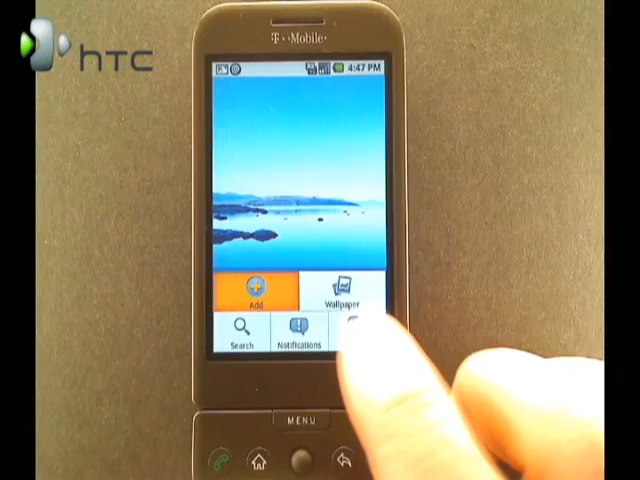 hTC
T··Mobile·
4:47 PM
Add
Wallpaper
Search
Notifications
MENU